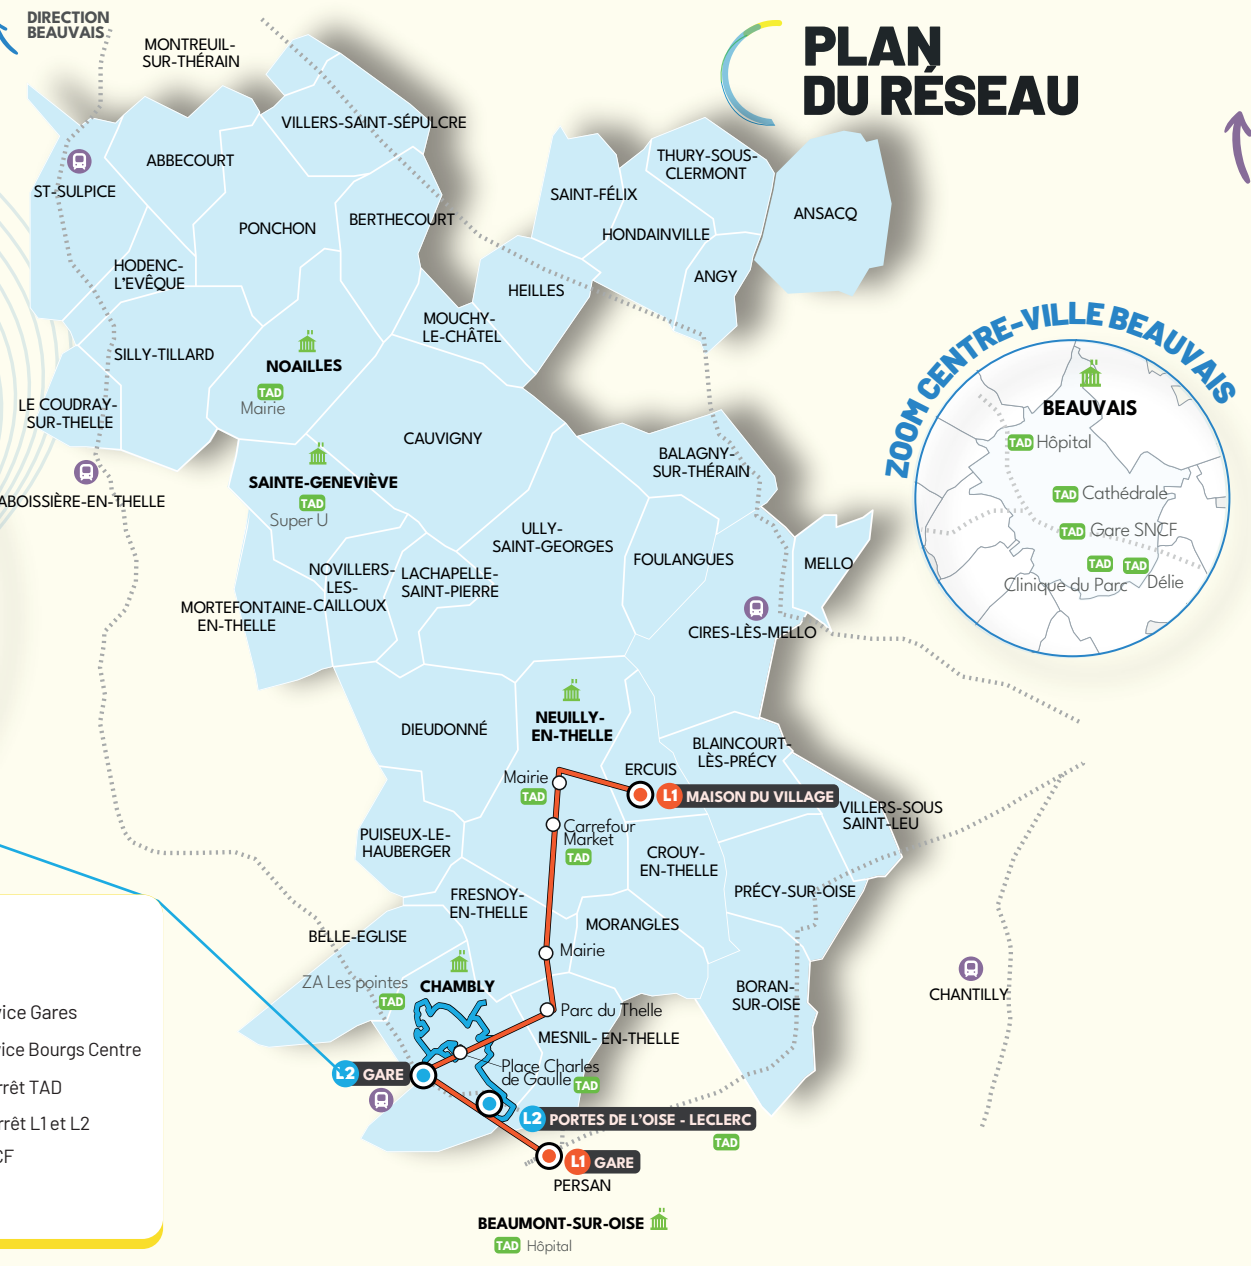 DIRECTION
BEAUVAIS
PLAN
DU RÉSEAU
MONTREUIL-
SUR-THÉRAIN
VILLERS-SAINT-SÉPULCRE
ABBECOURT
ST-SULPICE
PONCHON
BERTHECOURT
HODENC-
L'EVÊQUE
THURY-SOUS-
CLERMONT
SAINT-FÉLIX
ANSACQ
HONDAINVILLE
ANGY
HEILLES
MOUCHY-
LE-CHÂTEL
SILLY-TILLARD
NOAILLES
TAD
Mairie
LE COUDRAY-
SUR-THELLE
CAUVIGNY
ABOISSIÈRE-EN-THELLE
SAINTE-GENEVIÈVE
TAD
Super U
BALAGNY-
SUR-THÉRAIN
ULLY-
SAINT-GEORGES
FOULANGUES
MELLO
NOVILLERS-
LES-
CAILLOUX
LACHAPELLE-
SAINT-PIERRE
MORTEFONTAINE-
EN-THELLE
CIRES-LÈS-MELLO
ZOOM CENTRE-VILLE BEAUVAIS
BEAUVAIS
TAD Hôpital
TAD Cathédrale
TAD Gare SNCF
TAD TAD
Clinique du Parc Délie
DIEUDONNÉ
NEUILLY-
EN-THELLE
BLAINCOURT-
LÈS-PRÉCY
ERCUIS
Mairie
TAD
L1 MAISON DU VILLAGE
VILLERS-SOUS
SAINT-LEU
Carrefour
Market
TAD
PUISEUX-LE-
HAUBERGER
CROUY-
EN-THELLE
PRÉCY-SUR-OISE
FRESNOY-
EN-THELLE
MORANGLES
BELLE-EGLISE
Mairie
ZA Les pointes
TAD
CHAMBLY
BORAN-
SUR-OISE
CHANTILLY
Parc du Thelle
MESNIL-EN-THELLE
Place Charles
de Gaulle TAD
L2 GARE
L2 PORTES DE L'OISE - LECLERC
TAD
L1 GARE
PERSAN
BEAUMONT-SUR-OISE
TAD Hôpital
vice Gares
vice Bourgs Centre
rrêt TAD
rrêt L1 et L2
CF